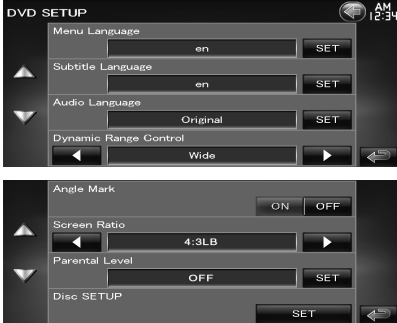 DVD SETUP
AM
12:34
Menu Language
en SET
Subtitle Language
en SET
Audio Language
Original SET
Dynamic Range Control
Wide
Angle Mark
ON OFF
Screen Ratio
4:3LB
Parental Level
OFF SET
Disc SETUP
SET